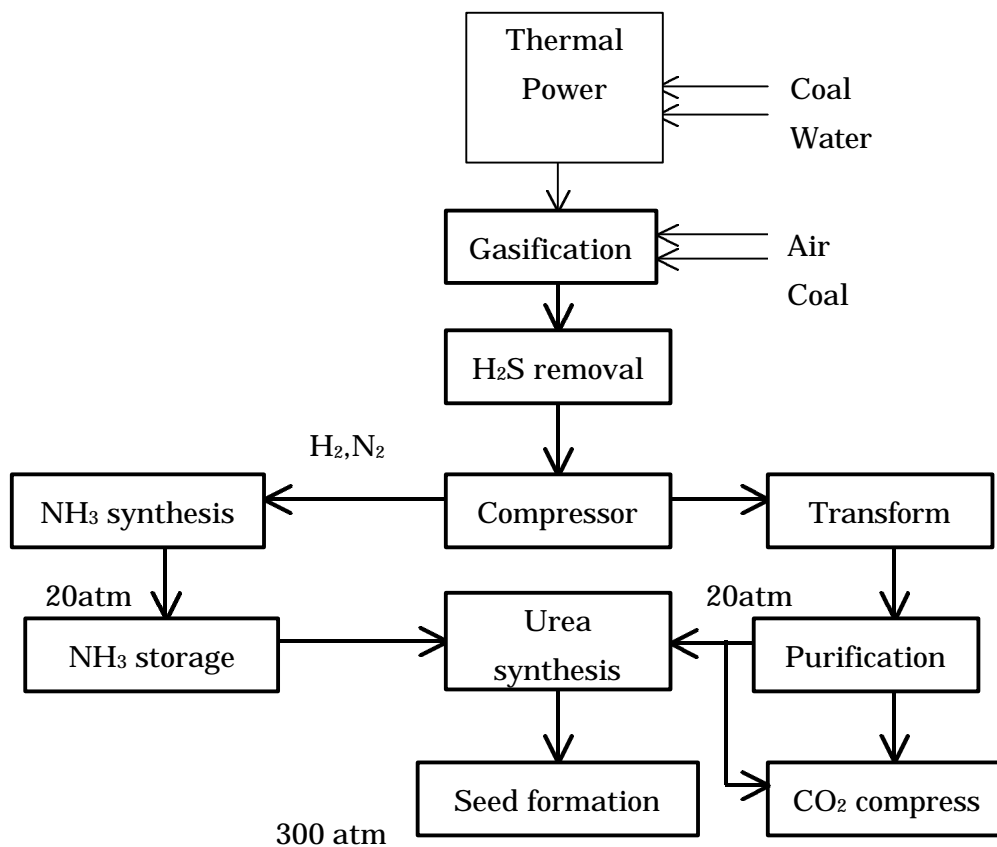 Thermal
Power
Coal
Water
Gasification
Air
Coal
H₂S removal
H₂,N₂
NH₃ synthesis
Compressor
Transform
20atm
Urea
synthesis
20atm
NH₃ storage
Purification
Seed formation
CO₂ compress
300 atm